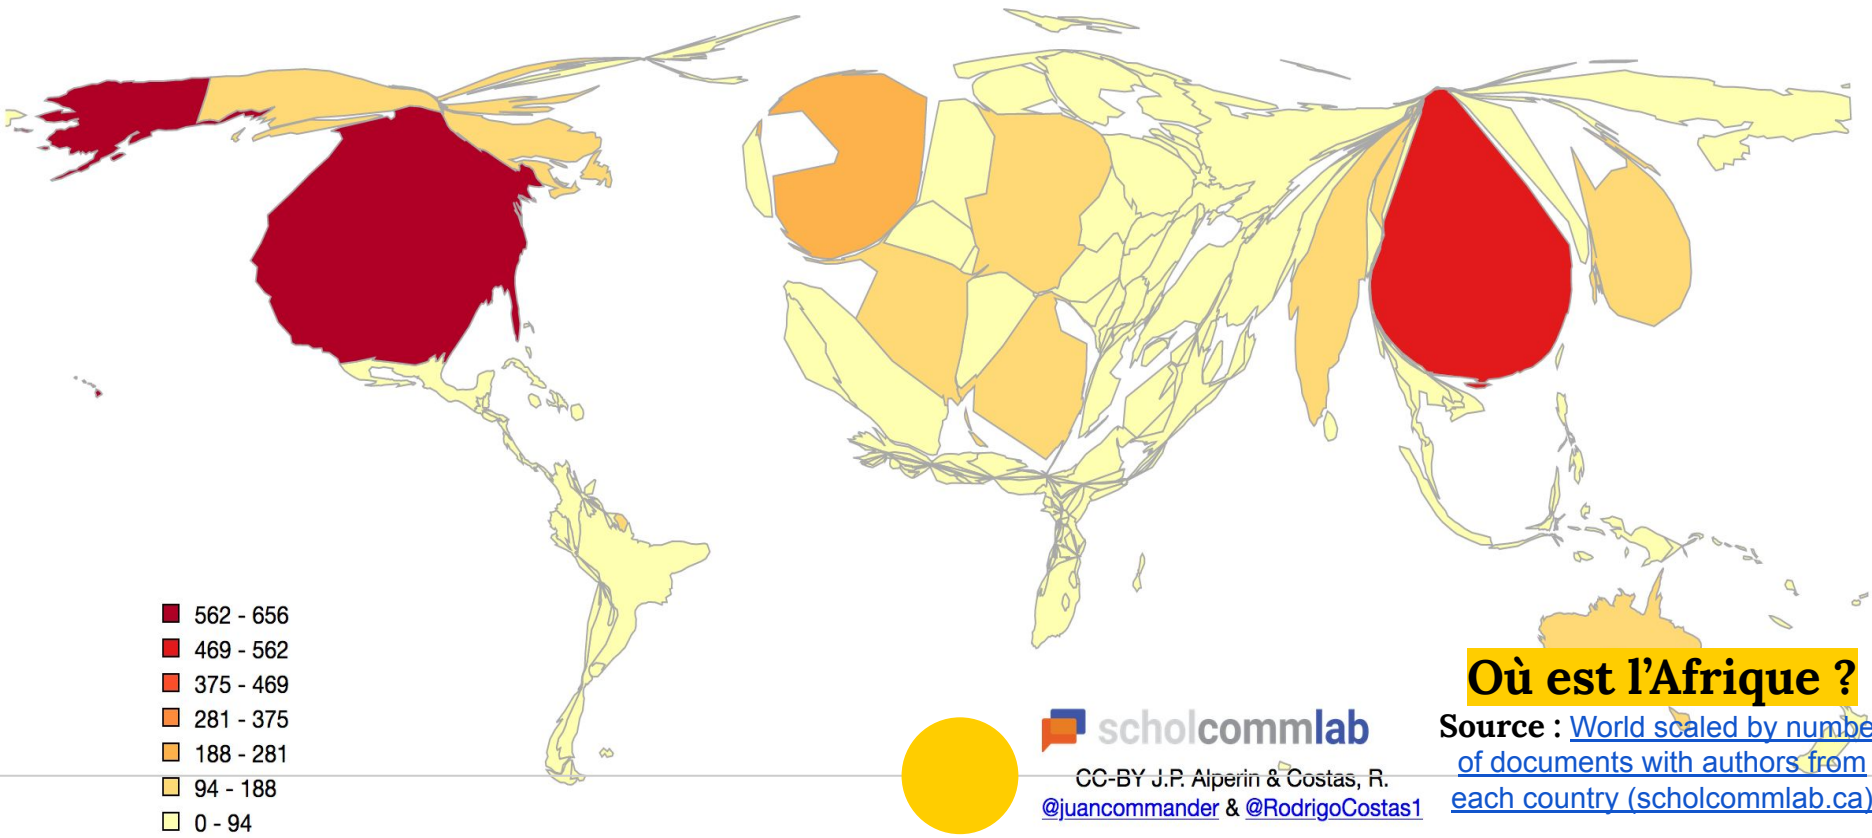 562 - 656
469 - 562
375 - 469
281 - 375
188 - 281
94 - 188
0 - 94
scholcommlab
CC-BY J.P. Alperin & Costas, R.
@juancommander & @RodrigoCostas1
Où est l'Afrique ?
Source : World scaled by numbe
of documents with authors from
each country (scholcommlab.ca)